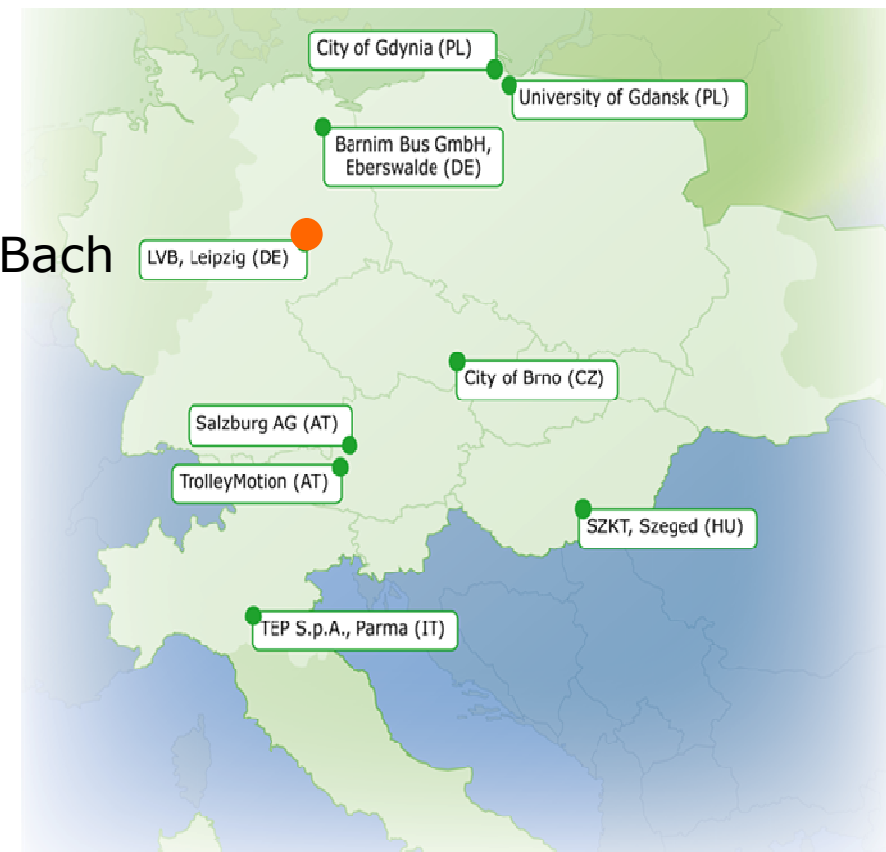 City of Gdynia (PL)
University of Gdansk (PL)
Barnim Bus GmbH,
Eberswalde (DE)
Bach
LVB, Leipzig (DE)
City of Brno (CZ)
Salzburg AG (AT)
TrolleyMotion (AT)
SZKT, Szeged (HU)
TEP S.p.A., Parma (IT)